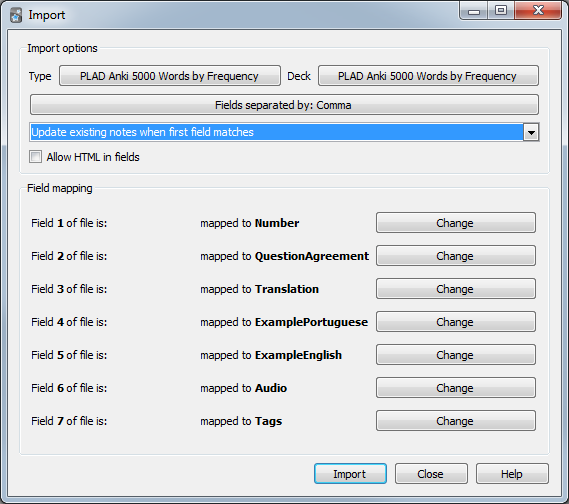 Import
Import options
Type PLAD Anki 5000 Words by Frequency Deck PLAD Anki 5000 Words by Frequency
Fields separated by: Comma
Update existing notes when first field matches
Allow HTML in fields
Field mapping
Field 1 of file is: mapped to Number Change
Field 2 of file is: mapped to QuestionAgreement Change
Field 3 of file is: mapped to Translation Change
Field 4 of file is: mapped to ExamplePortuguese Change
Field 5 of file is: mapped to ExampleEnglish Change
Field 6 of file is: mapped to Audio Change
Field 7 of file is: mapped to Tags Change
Import Close Help